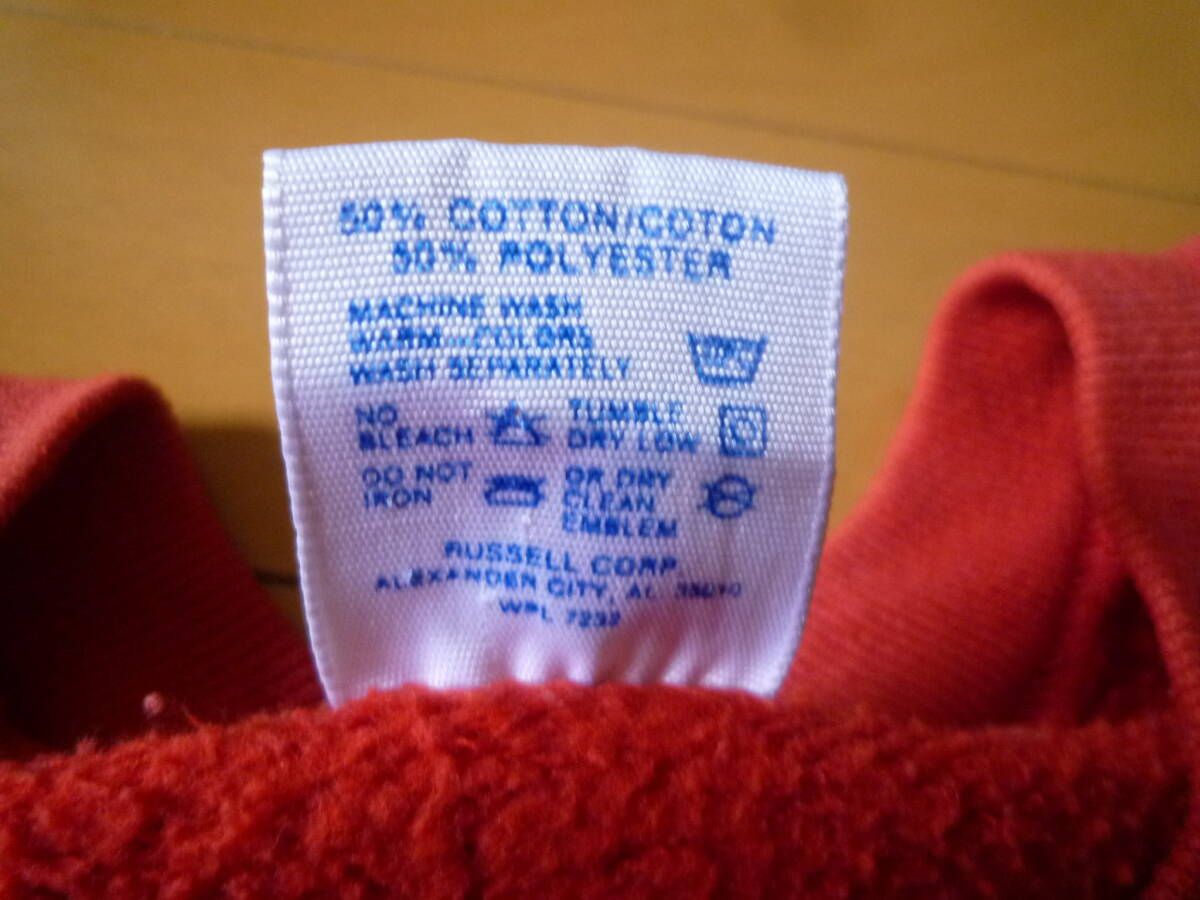 50% COTTON/COTON
50% POLYESTER
MACHINE WASH
WARM—COLORS
WASH SEPARATELY
NO
BLEACH
TUMBLE
DRY LOW
DO NOT
IRON
OR DRY
CLEAN
EMBLEM
RUSSELL CORP
ALEXANDER CITY, AL 35010
WPL 7232